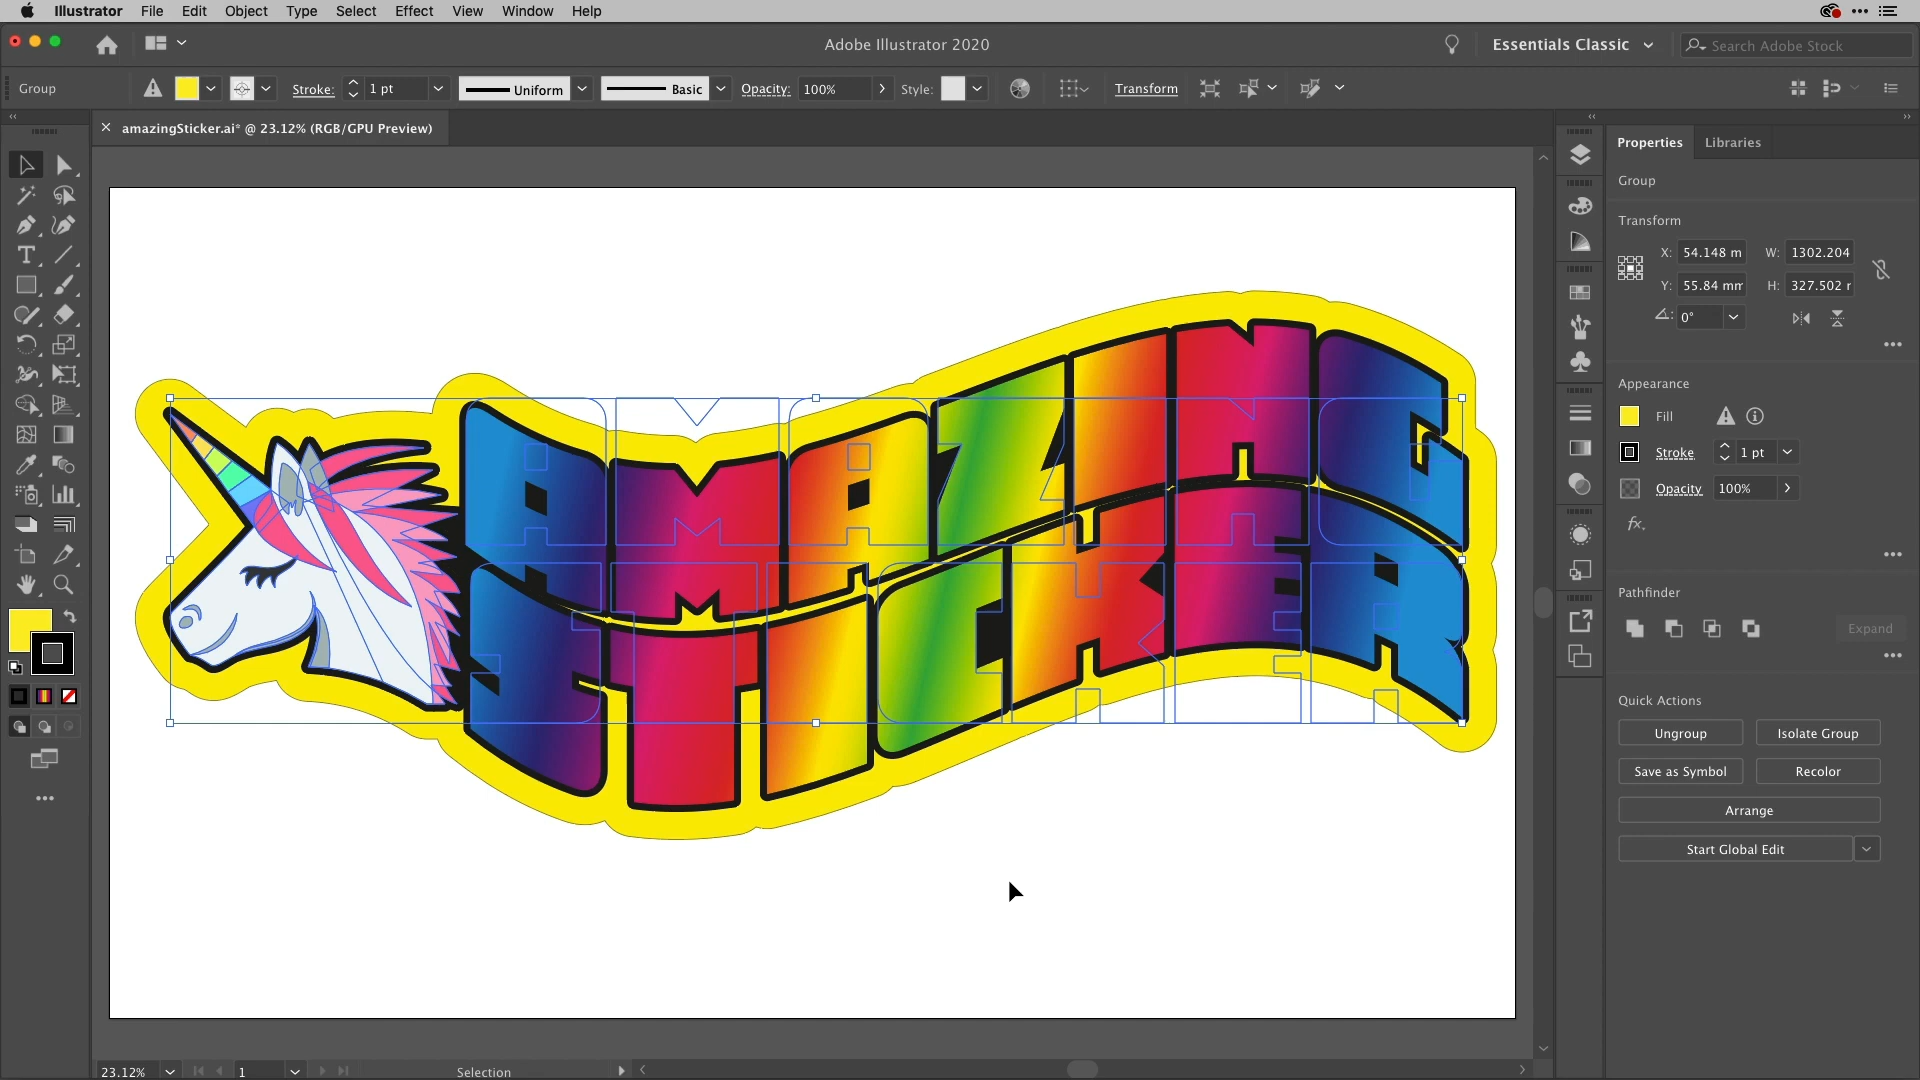 Illustrator File Edit Object Type Select Effect View Window Help
Adobe Illustrator 2020
Essentials Classic
Search Adobe Stock
Group
Stroke: 1 pt Uniform Basic Opacity: 100% Style: Transform
amazingSticker.ai* @ 23.12% (RGB/GPU Preview)
Properties Libraries
Group
Transform
X: 54.148 m W: 1302.204
Y: 55.84 mm H: 327.502 r
0°
Appearance
Fill
Stroke 1 pt
Opacity 100%
fx.
Pathfinder
Expand
Quick Actions
Ungroup Isolate Group
Save as Symbol Recolor
Arrange
Start Global Edit
AMAZING
STICKER
23.12% 1 Selection